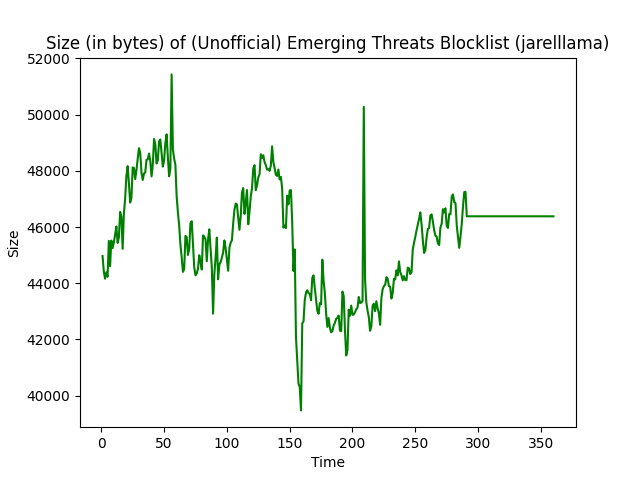 Size (in bytes) of (Unofficial) Emerging Threats Blocklist (jarelllama)
52000
50000
48000
46000
44000
42000
40000
Size
0 50 100 150 200 250 300 350
Time